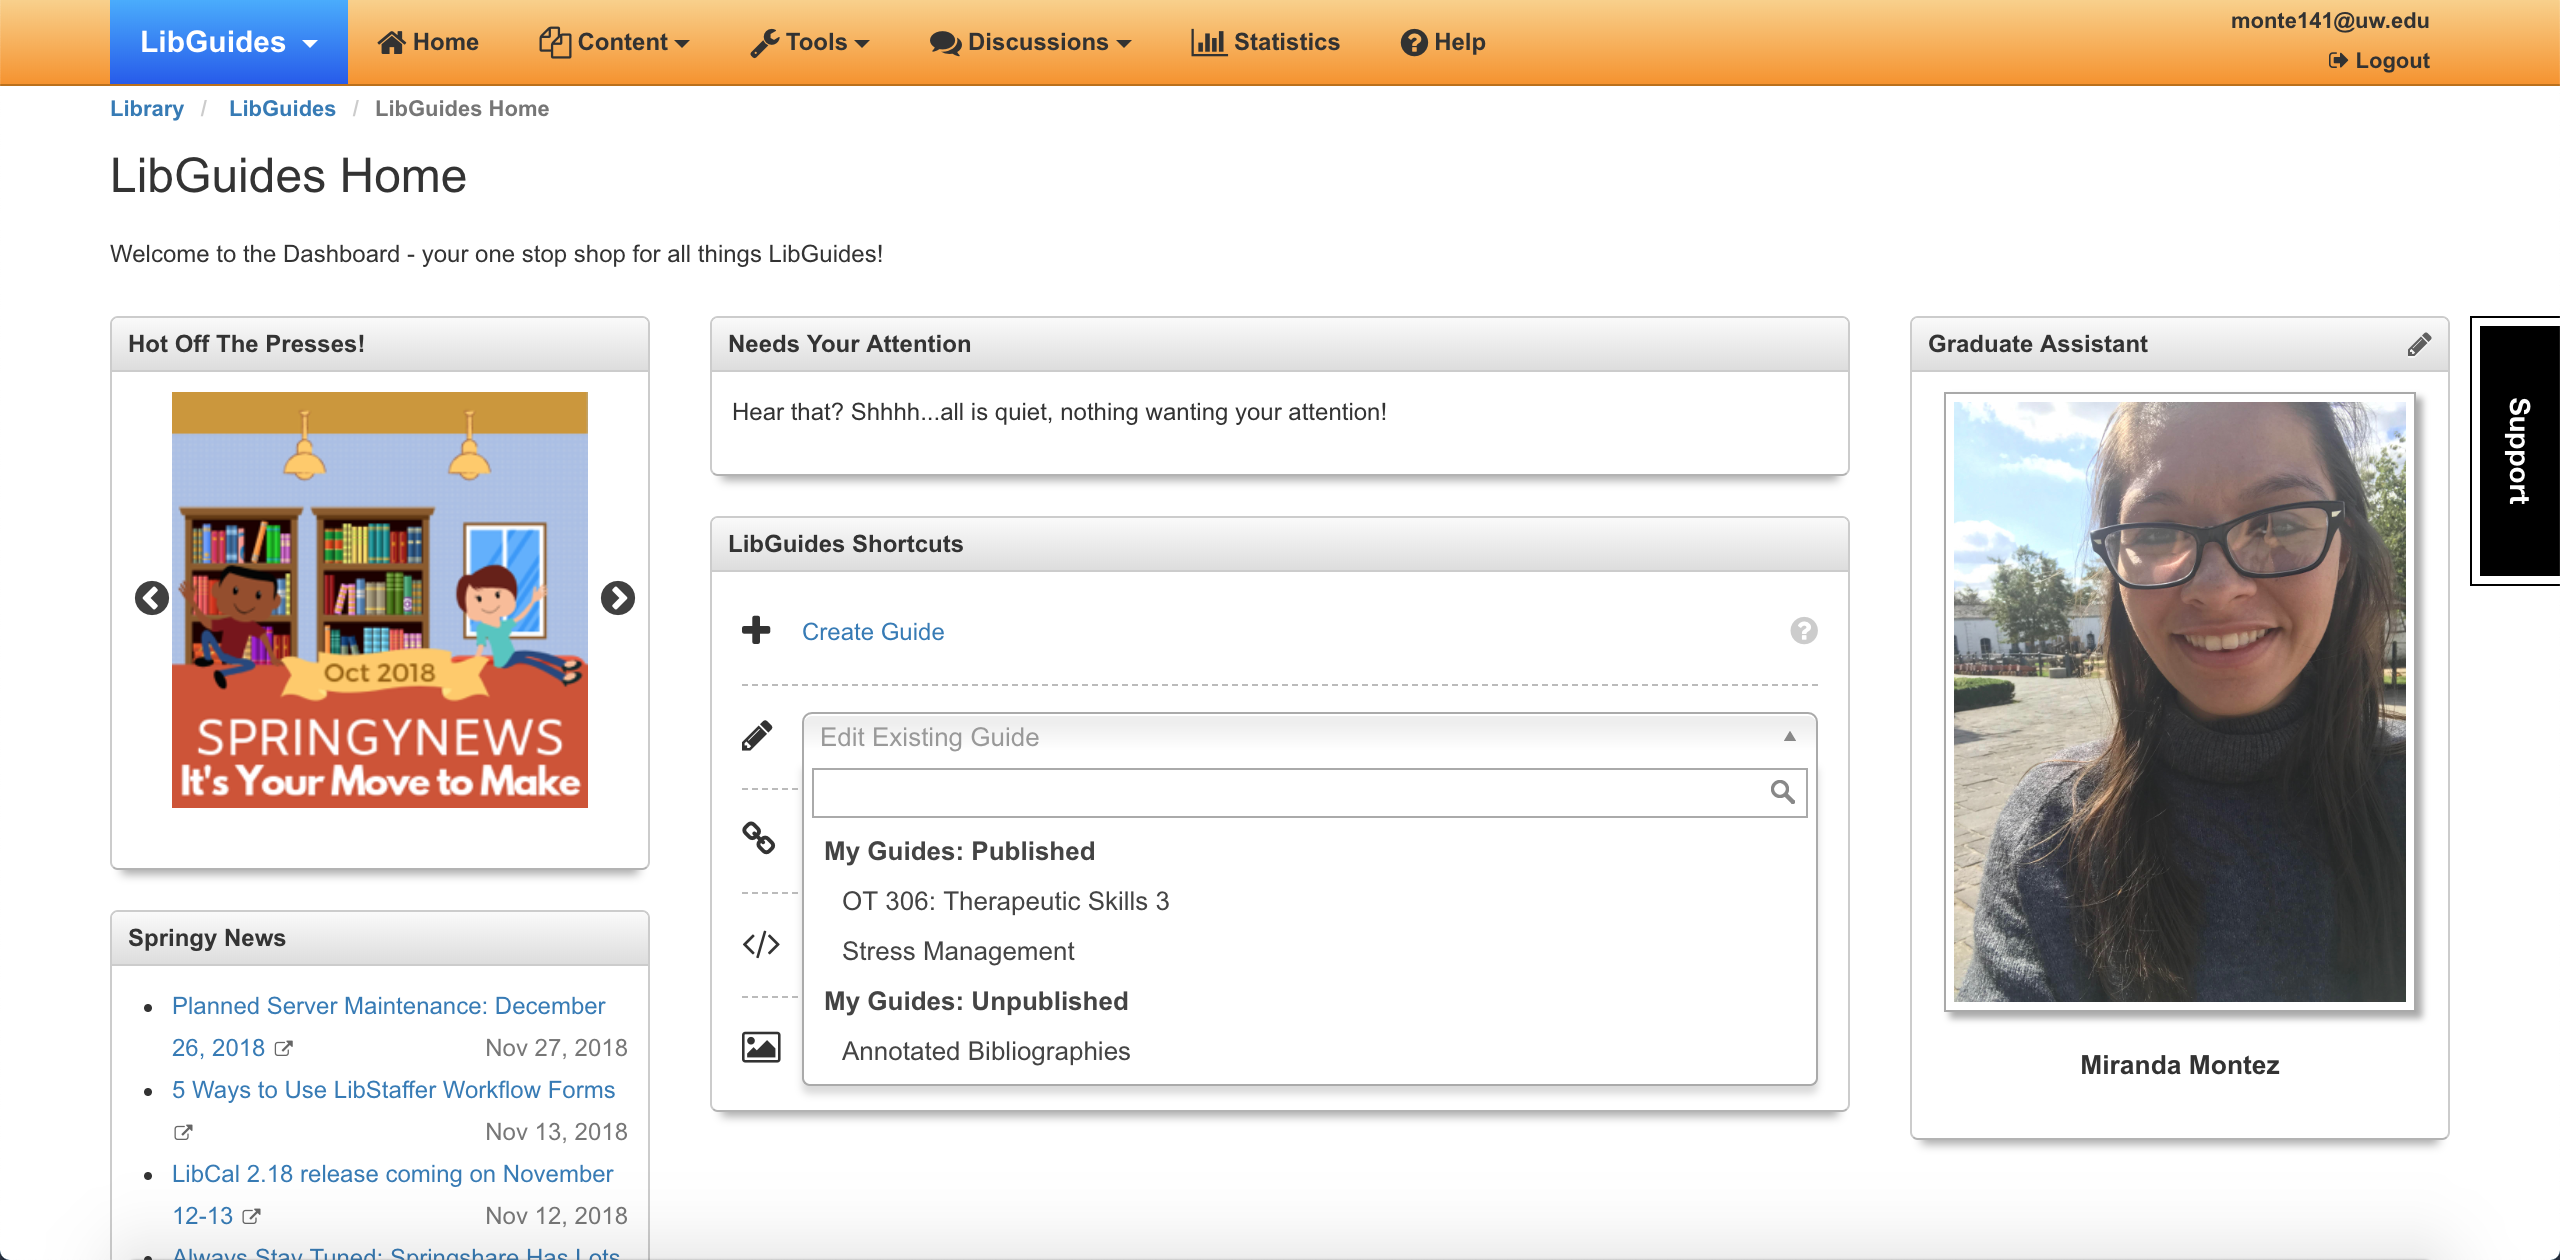 LibGuides
Home
Content
Tools
Discussions
Statistics
Help
monte141@uw.edu
Logout
Library / LibGuides / LibGuides Home
LibGuides Home
Welcome to the Dashboard - your one stop shop for all things LibGuides!
Hot Off The Presses!
Oct 2018
SPRINGYNEWS
It's Your Move to Make
Springy News
Planned Server Maintenance: December
26, 2018 Nov 27, 2018
5 Ways to Use LibStaffer Workflow Forms
Nov 13, 2018
LibCal 2.18 release coming on November
12-13 Nov 12, 2018
Always Stay Tuned: Springshare Has Lots
Needs Your Attention
Hear that? Shhhh...all is quiet, nothing wanting your attention!
LibGuides Shortcuts
Create Guide
Edit Existing Guide
My Guides: Published
OT 306: Therapeutic Skills 3
Stress Management
My Guides: Unpublished
Annotated Bibliographies
Graduate Assistant
Miranda Montez
Support